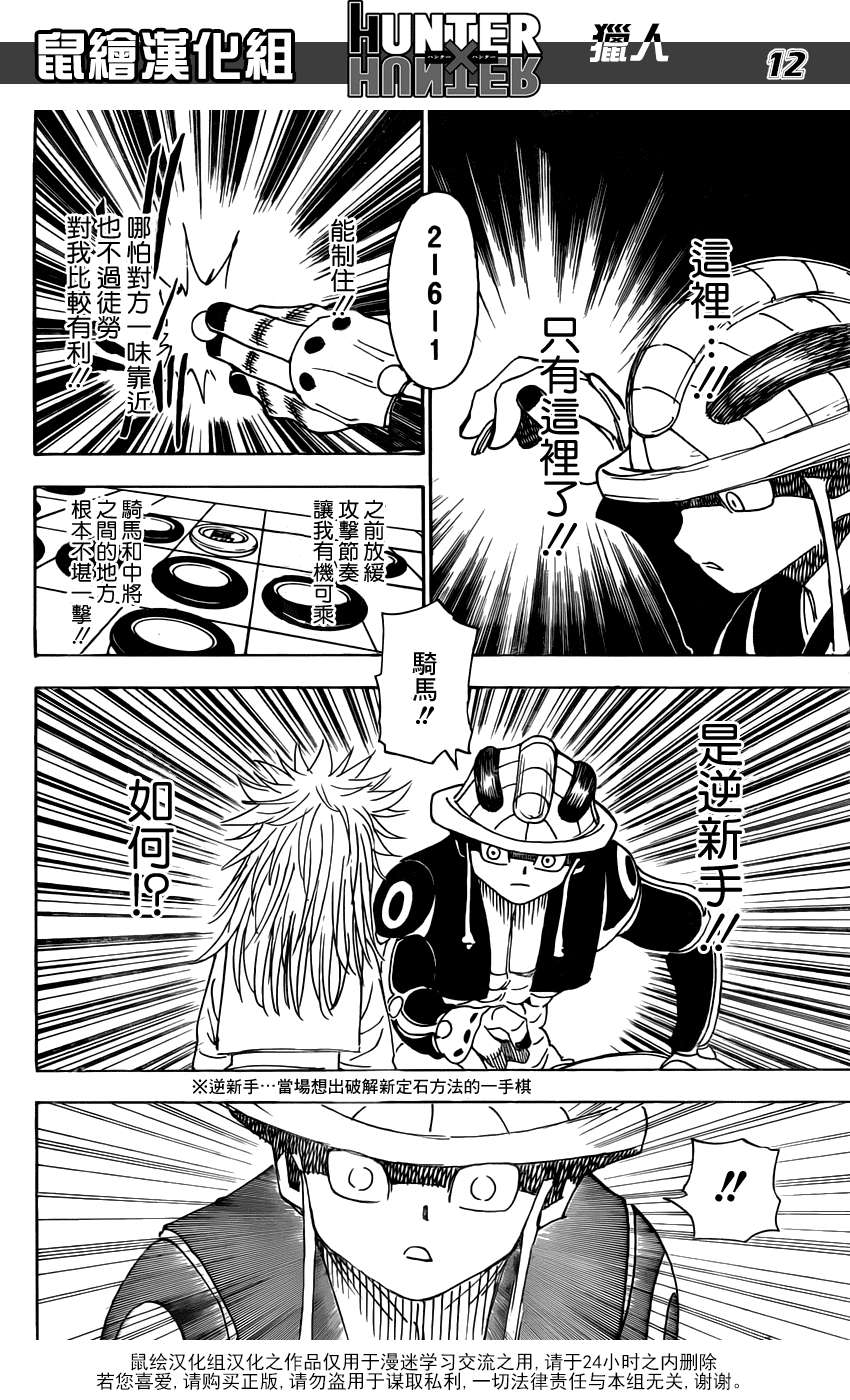 鼠繪漢化組
HUNTER
ハンター×ハンター
HUNTER
獵人
12
這裡…!!
只有這裡了!!
2-6-1
能制住!!
哪怕對方一味靠近
也不過徒勞
對我比較有利!!
之前放緩
攻擊節奏
讓我有機可乘
騎馬和中將
之間的地方
根本不堪一擊!!
騎馬!!
是逆新手!!
如何!?
※逆新手…當場想出破解新定石方法的一手棋
!!
鼠绘汉化组汉化之作品仅用于漫迷学习交流之用, 请于24小时之内删除
若您喜爱, 请购买正版, 请勿盗用于谋取私利, 一切法律责任与本组无关, 谢谢。